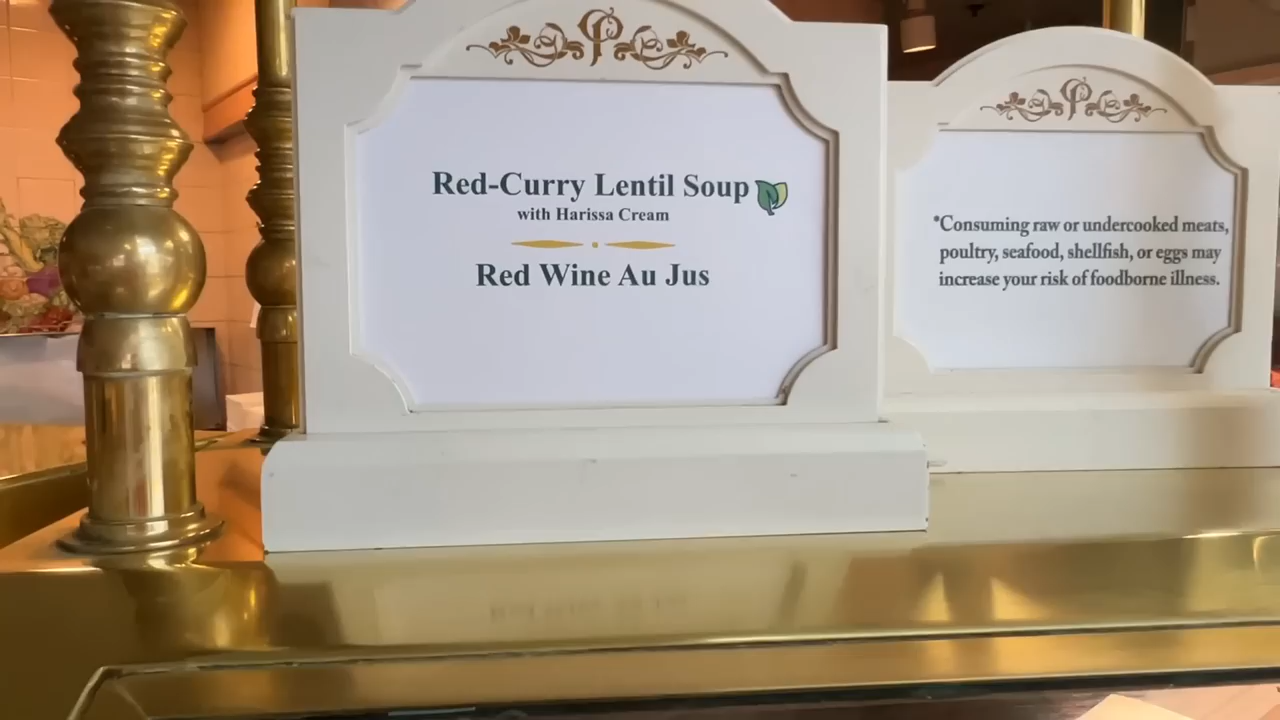 Red-Curry Lentil Soup
with Harissa Cream
Red Wine Au Jus
*Consuming raw or undercooked meats,
poultry, seafood, shellfish, or eggs may
increase your risk of foodborne illness.